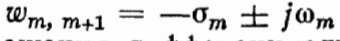 w_{m, m+1} = −σ_m ± jω_m